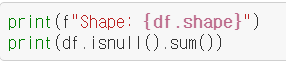 print(f"Shape: {df.shape}")
print(df.isnull().sum())